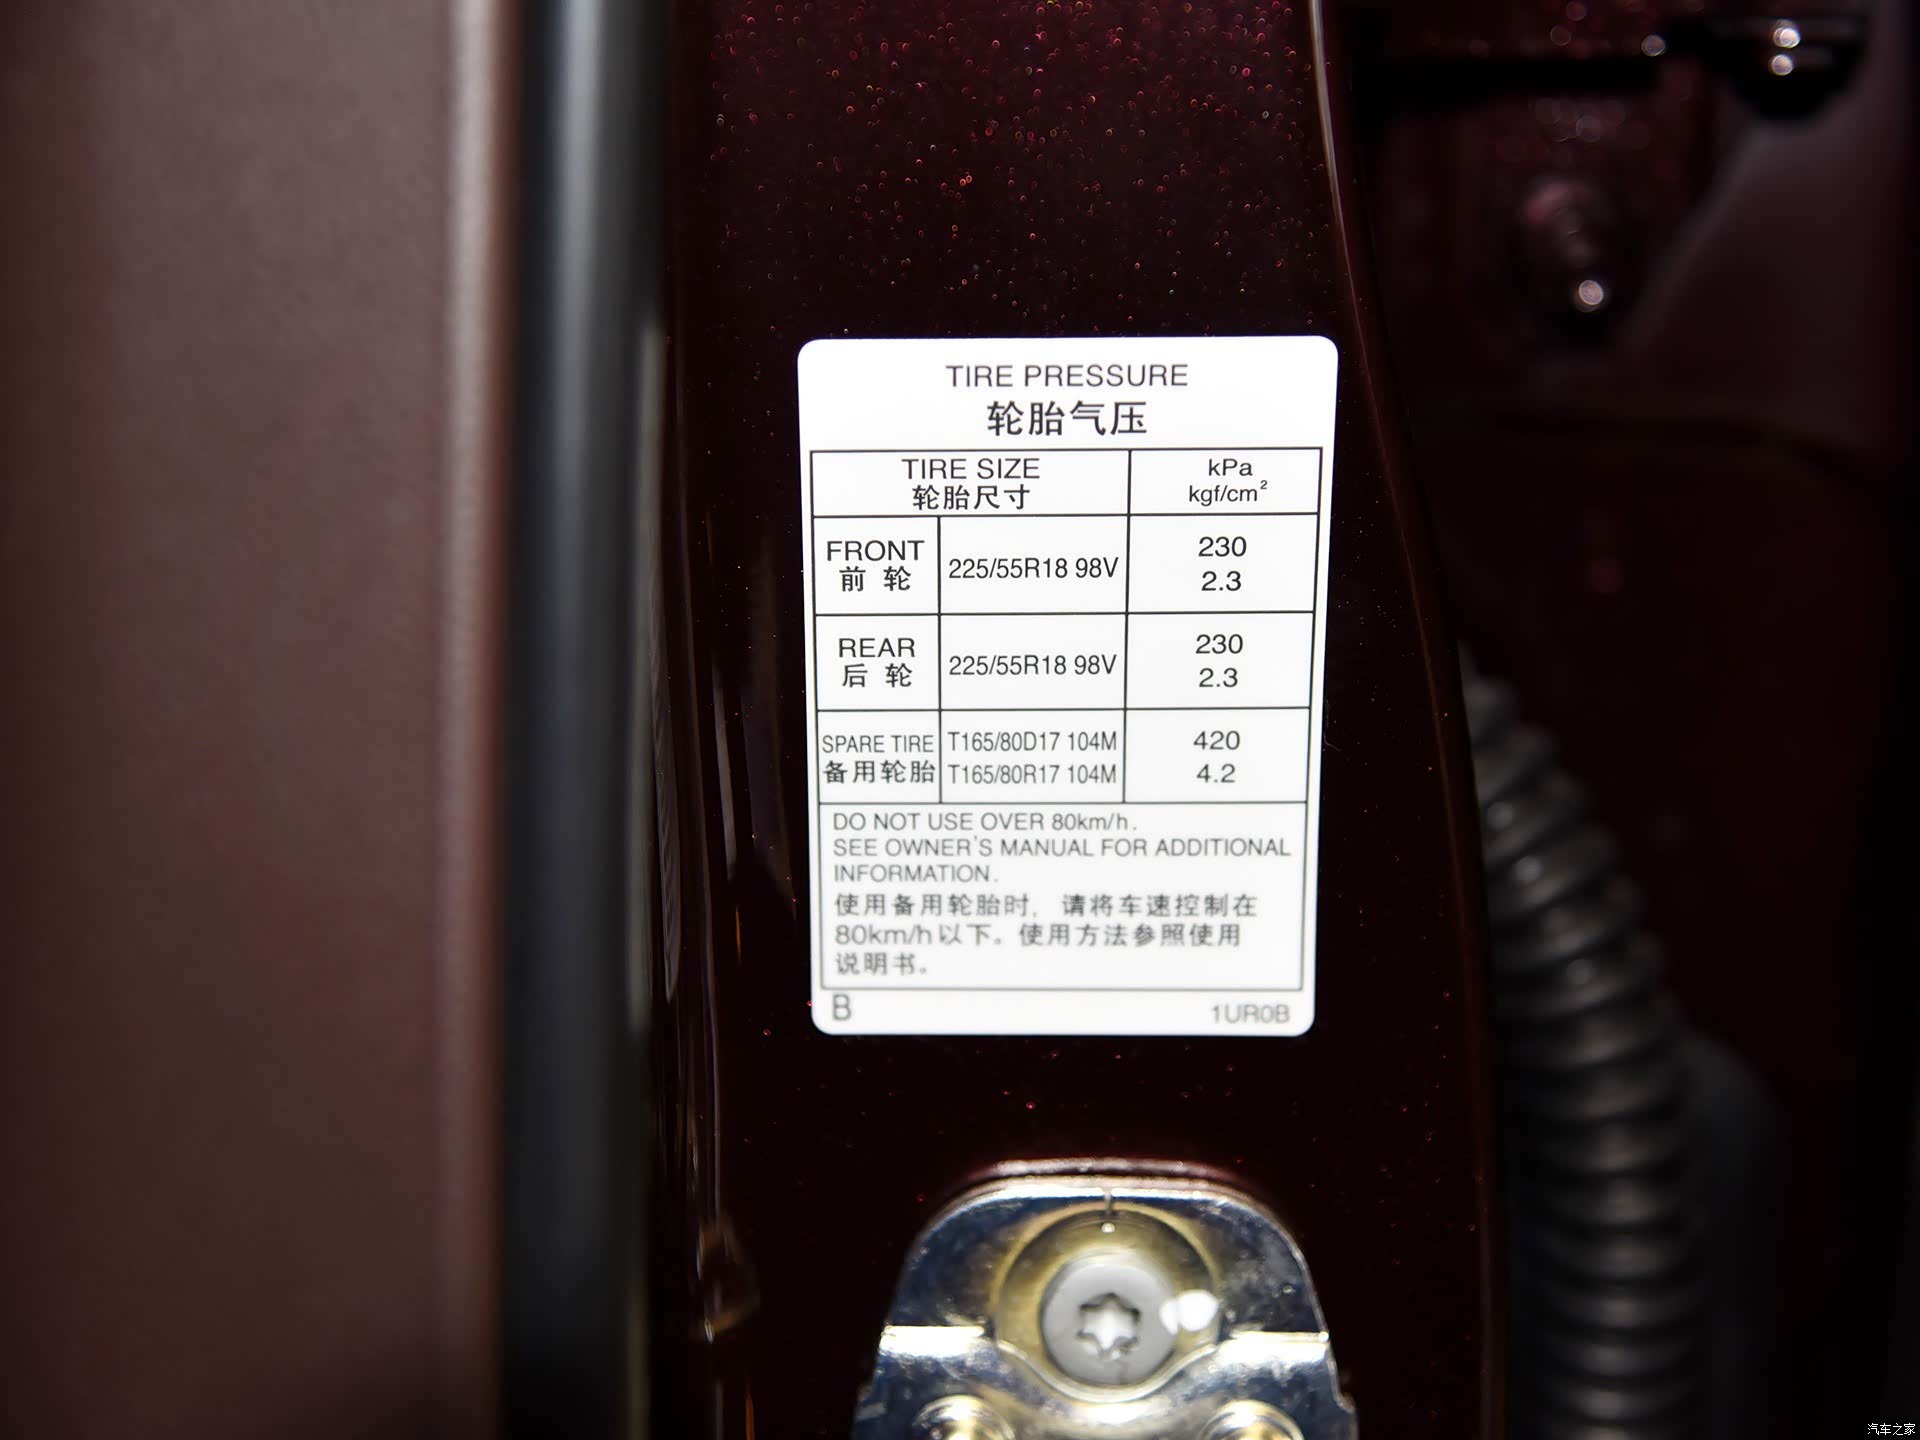 TIRE PRESSURE
轮胎气压
TIRE SIZE
轮胎尺寸
kPa
kgf/cm²
FRONT
前 轮
225/55R18 98V
230
2.3
REAR
后 轮
225/55R18 98V
230
2.3
SPARE TIRE
备用轮胎
T165/80D17 104M
T165/80R17 104M
420
4.2
DO NOT USE OVER 80km/h.
SEE OWNER'S MANUAL FOR ADDITIONAL
INFORMATION.
使用备用轮胎时，请将车速控制在
80km/h以下。使用方法参照使用
说明书。
B
1UR0B
汽车之家